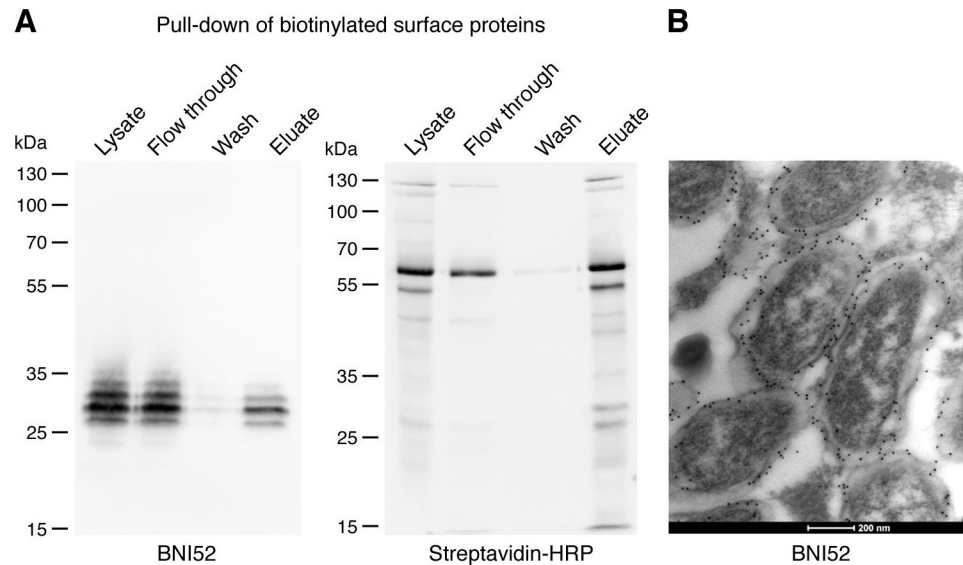 A
Pull-down of biotinylated surface proteins
B
kDa
Lysate
Flow through
Wash
Eluate
130
100
70
55
35
25
15
BNI52
kDa
Lysate
Flow through
Wash
Eluate
130
100
70
55
35
25
15
Streptavidin-HRP
200 nm
BNI52